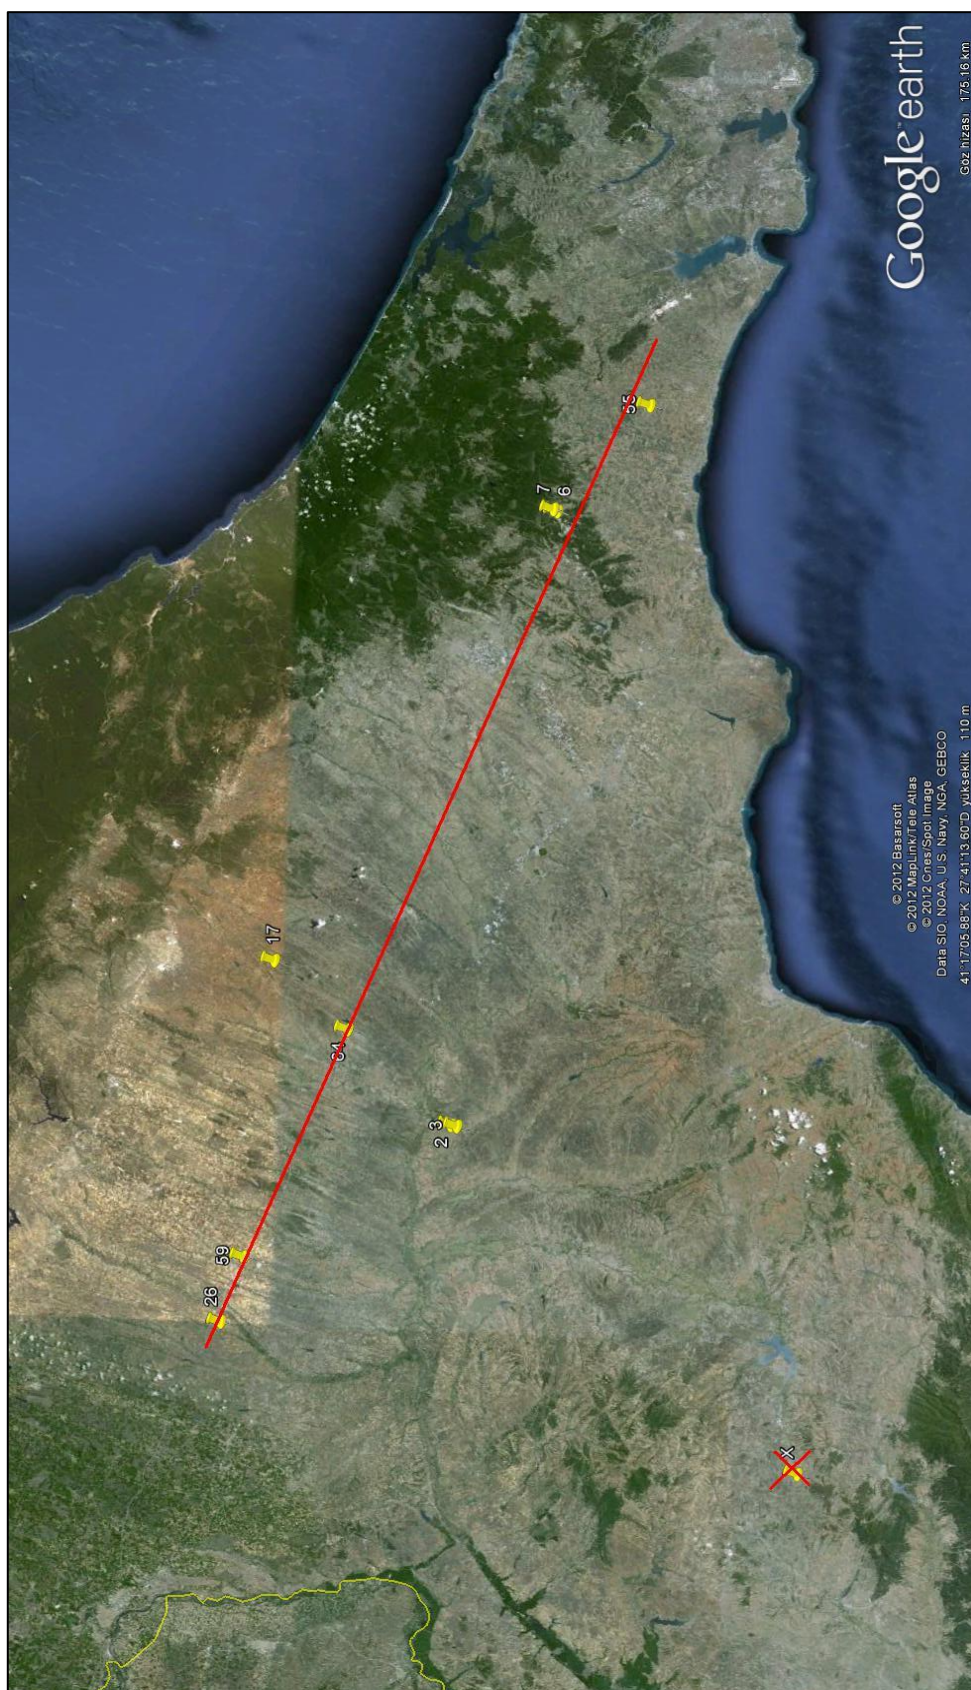 26
59
84
17
2
3
7
6
55
X
© 2012 Basarsoft
© 2012 MapLink/Tele Atlas
© 2012 Cnes/Spot Image
Data SIO, NOAA, U.S. Navy, NGA, GEBCO
41°17'05.88"K 27°41'13.60"D yükseklik 110 m
Google earth
Göz hizası 175.16 km